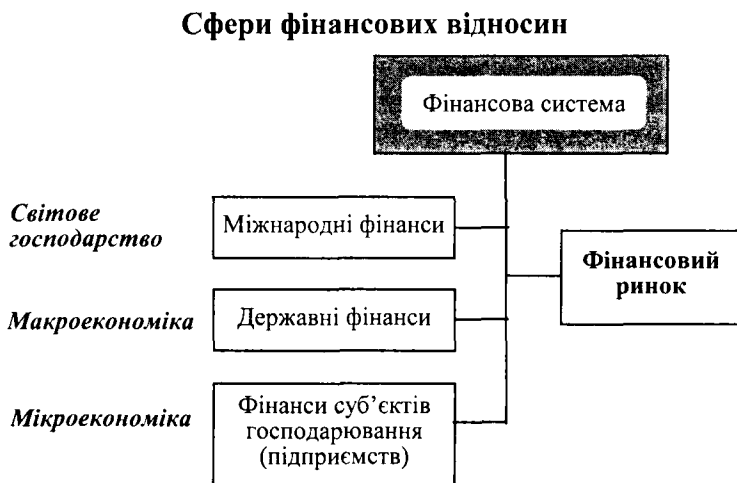 Сфери фінансових відносин
Фінансова система
Світове
господарство
Міжнародні фінанси
Фінансовий
ринок
Макроекономіка
Державні фінанси
Мікроекономіка
Фінанси суб’єктів
господарювання
(підприємств)